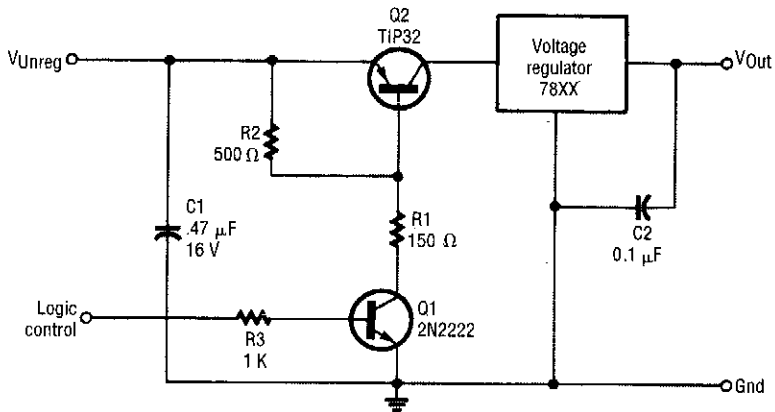 Q2
TIP32
VUnreg
Voltage
regulator
78XX
VOut
R2
500 Ω
C1
.47 μF
16 V
R1
150 Ω
C2
0.1 μF
Logic
control
R3
1 K
Q1
2N2222
Gnd